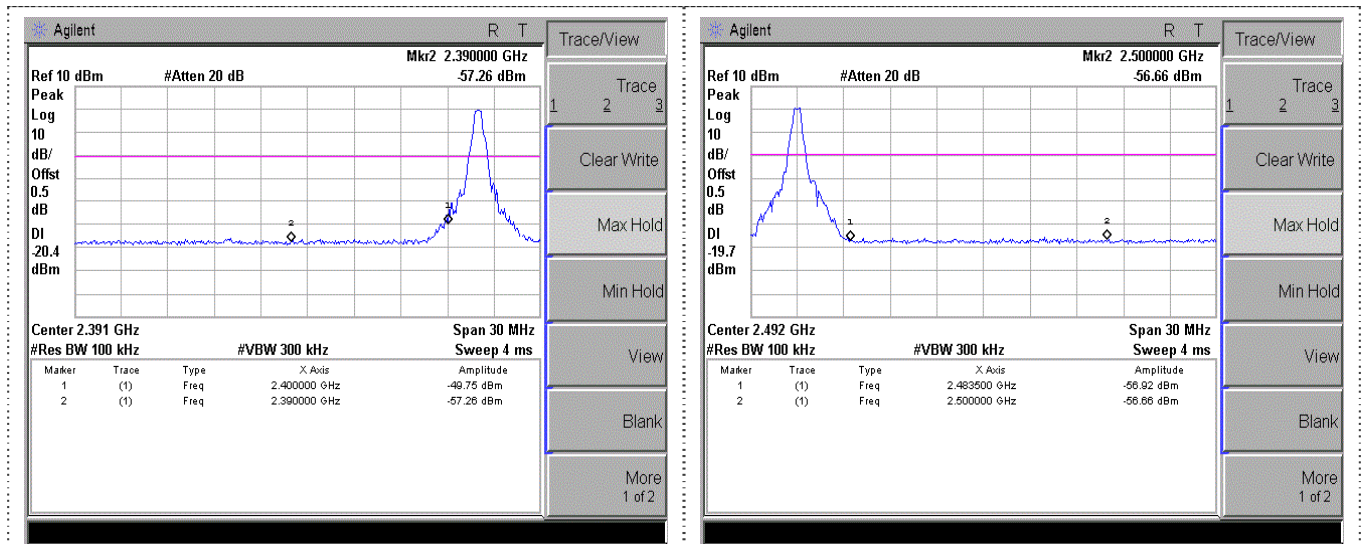 Agilent R T
Mkr2 2.390000 GHz
Ref 10 dBm #Atten 20 dB -57.26 dBm
Peak
Log
10
dB/
Offst
0.5
dB
DI
-20.4
dBm
1
2
Center 2.391 GHz Span 30 MHz
#Res BW 100 kHz #VBW 300 kHz Sweep 4 ms
Marker Trace Type X Axis Amplitude
1 (1) Freq 2.400000 GHz -49.75 dBm
2 (1) Freq 2.390000 GHz -57.26 dBm
Trace/View
Trace
1 2 3
Clear Write
Max Hold
Min Hold
View
Blank
More
1 of 2
Agilent R T
Mkr2 2.500000 GHz
Ref 10 dBm #Atten 20 dB -56.66 dBm
Peak
Log
10
dB/
Offst
0.5
dB
DI
-19.7
dBm
1
2
Center 2.492 GHz Span 30 MHz
#Res BW 100 kHz #VBW 300 kHz Sweep 4 ms
Marker Trace Type X Axis Amplitude
1 (1) Freq 2.483500 GHz -56.92 dBm
2 (1) Freq 2.500000 GHz -56.66 dBm
Trace/View
Trace
1 2 3
Clear Write
Max Hold
Min Hold
View
Blank
More
1 of 2